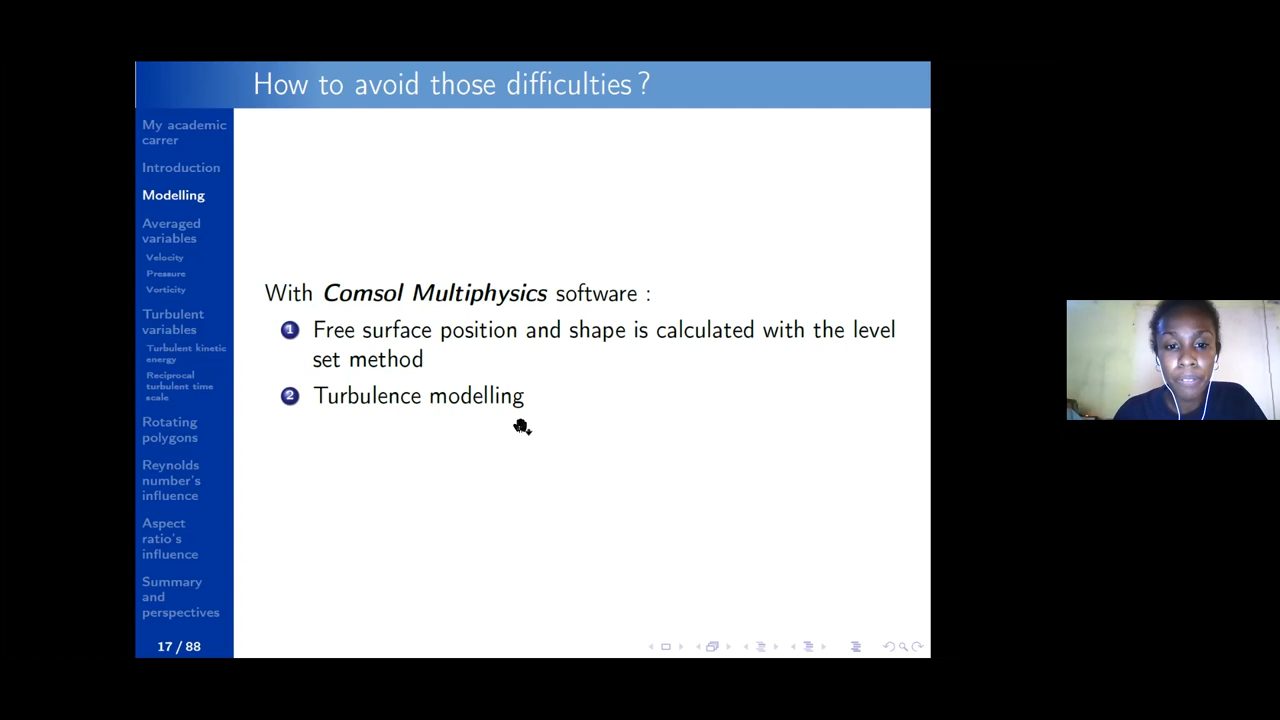 How to avoid those difficulties ?
My academic
carrer
Introduction
Modelling
Averaged
variables
Velocity
Pressure
Vorticity
Turbulent
variables
Turbulent kinetic
energy
Reciprocal
turbulent time
scale
Rotating
polygons
Reynolds
number's
influence
Aspect
ratio's
influence
Summary
and
perspectives
17 / 88
With Comsol Multiphysics software :
1 Free surface position and shape is calculated with the level
set method
2 Turbulence modelling